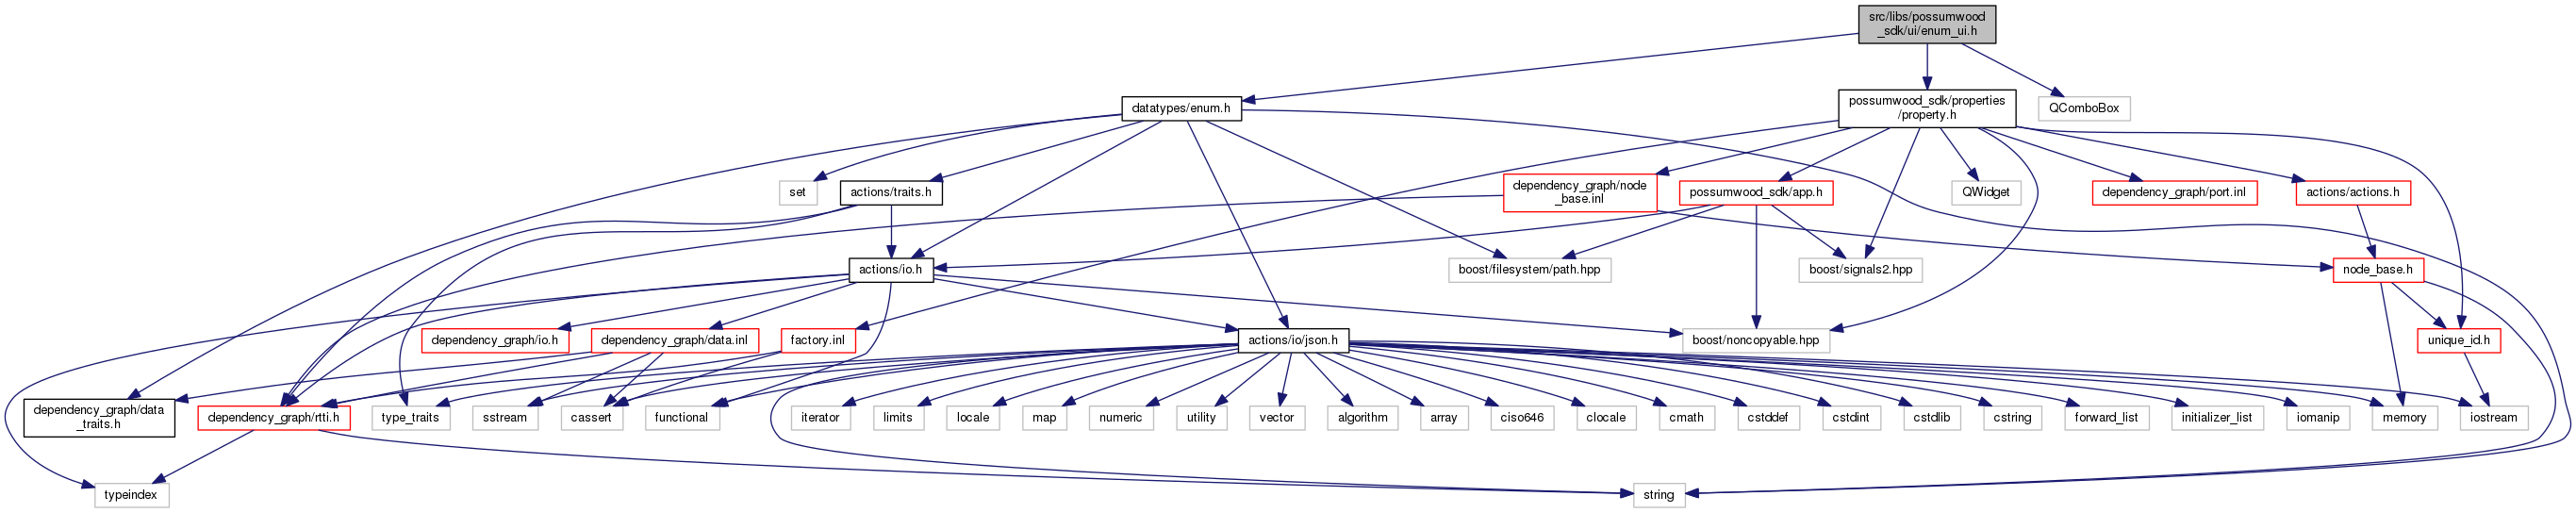 src/libs/possumwood
_sdk/ui/enum_ui.h
datatypes/enum.h
possumwood_sdk/properties
/property.h
QComboBox
set
actions/traits.h
dependency_graph/node
_base.inl
possumwood_sdk/app.h
QWidget
dependency_graph/port.inl
actions/actions.h
actions/io.h
boost/filesystem/path.hpp
boost/signals2.hpp
node_base.h
dependency_graph/io.h
dependency_graph/data.inl
factory.inl
actions/io/json.h
boost/noncopyable.hpp
unique_id.h
dependency_graph/data
_traits.h
dependency_graph/rtti.h
type_traits
sstream
cassert
functional
iterator
limits
locale
map
numeric
utility
vector
algorithm
array
ciso646
clocale
cmath
cstddef
cstdint
cstdlib
cstring
forward_list
initializer_list
iomanip
memory
iostream
typeindex
string